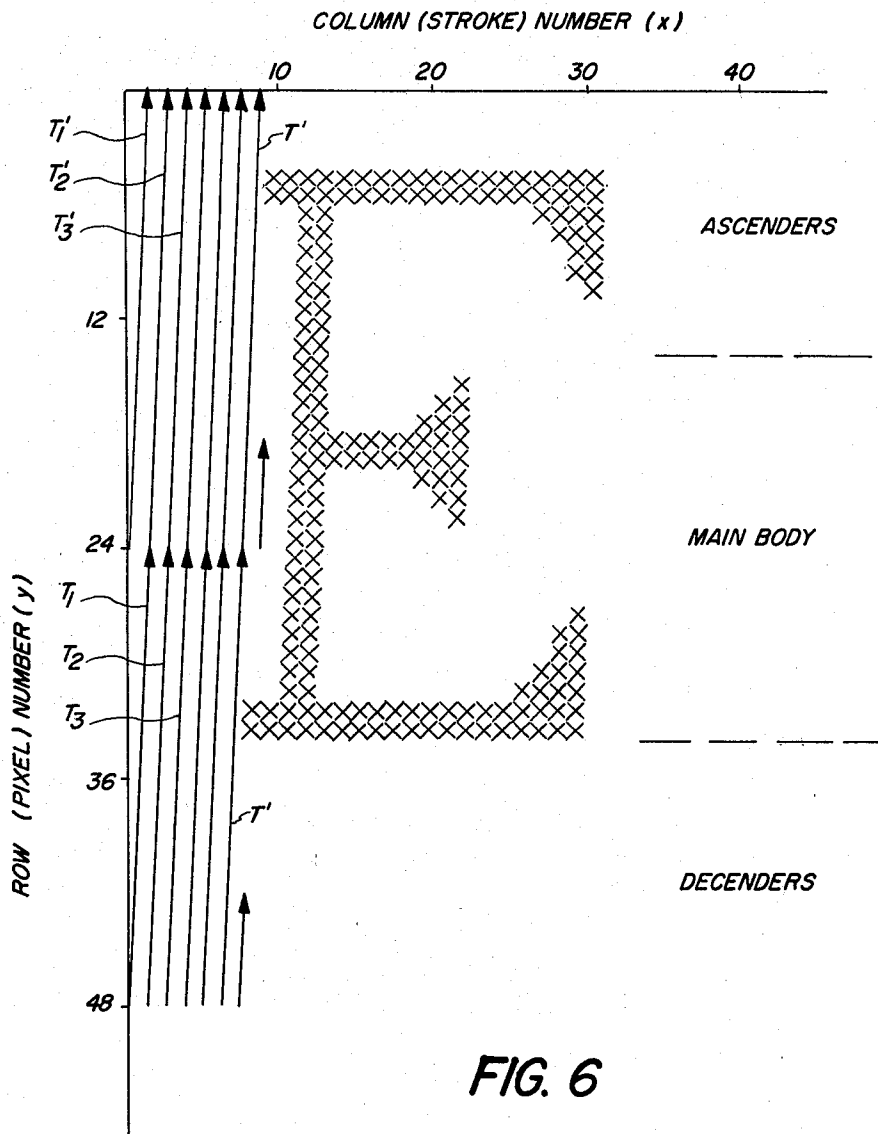 COLUMN (STROKE) NUMBER (x)
10 20 30 40
T1'
T'
T2'
T3'
ASCENDERS
12
MAIN BODY
24
T1
T2
T3
ROW (PIXEL) NUMBER (y)
36
T'
DECENDERS
48
FIG. 6